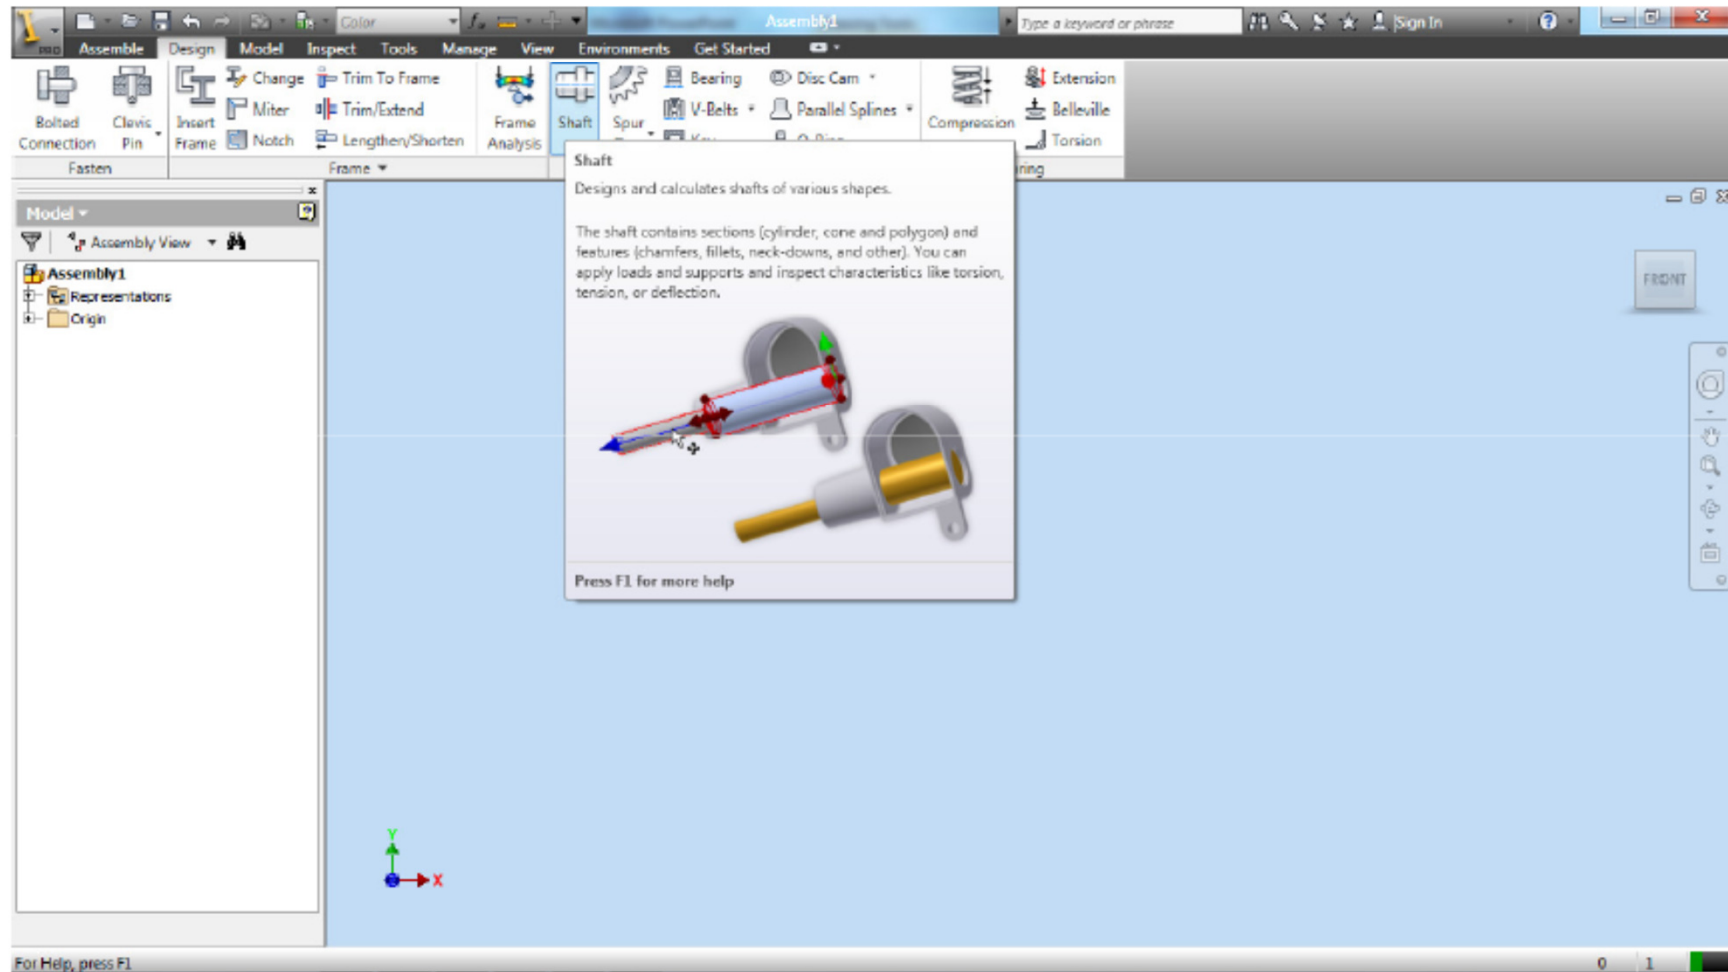 PRO
Color
Assembly1
Type a keyword or phrase
Sign In
Assemble Design Model Inspect Tools Manage View Environments Get Started
Bolted Connection
Clevis Pin
Insert Frame
Change
Miter
Notch
Trim To Frame
Trim/Extend
Lengthen/Shorten
Frame Analysis
Shaft
Spur
Bearing
V-Belts
Key
Disc Cam
Parallel Splines
O-Ring
Compression
Extension
Belleville
Torsion
Fasten
Frame
ring
Model
Assembly View
Assembly1
Representations
Origin
Shaft
Designs and calculates shafts of various shapes.
The shaft contains sections (cylinder, cone and polygon) and
features (chamfers, fillets, neck-downs, and other). You can
apply loads and supports and inspect characteristics like torsion,
tension, or deflection.
Press F1 for more help
FRONT
Y
X
For Help, press F1
0 1